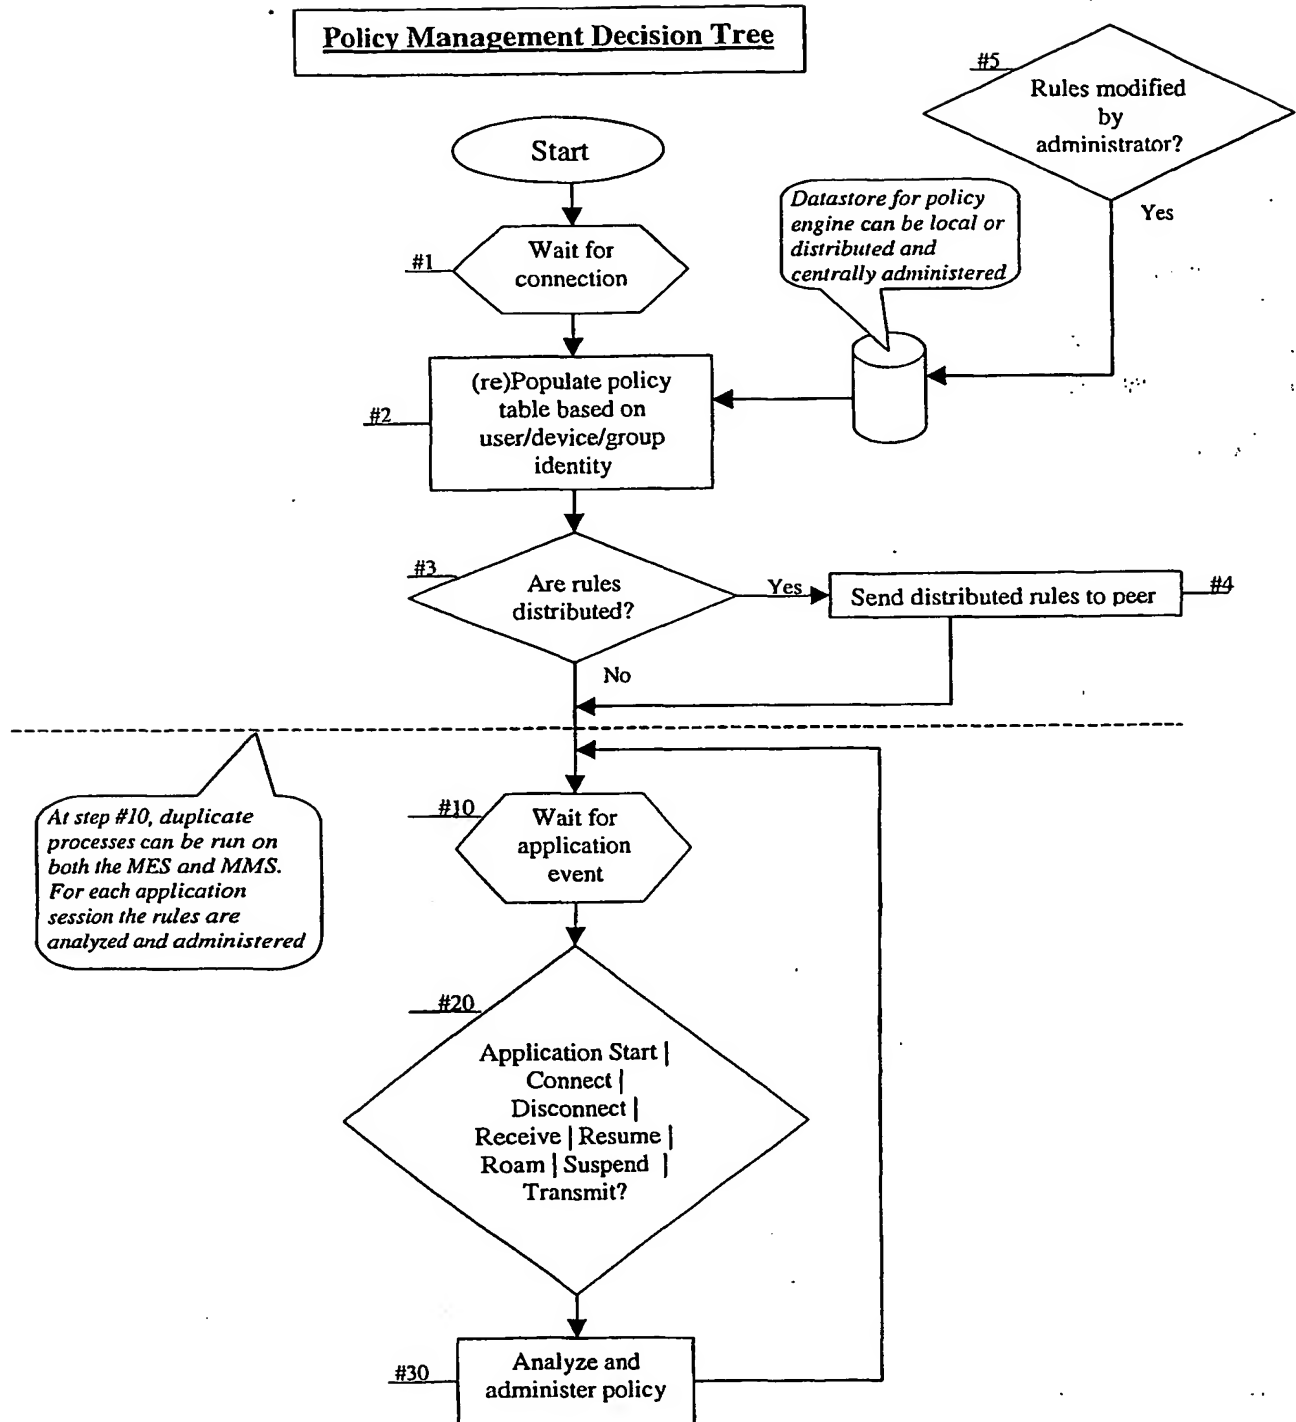 Policy Management Decision Tree
#5
Rules modified
by
administrator?
Yes
Start
Datastore for policy
engine can be local or
distributed and
centrally administered
#1
Wait for
connection
#2
(re)Populate policy
table based on
user/device/group
identity
#3
Are rules
distributed?
Yes
Send distributed rules to peer
#4
No
At step #10, duplicate
processes can be run on
both the MES and MMS.
For each application
session the rules are
analyzed and administered
#10
Wait for
application
event
#20
Application Start |
Connect |
Disconnect |
Receive | Resume |
Roam | Suspend |
Transmit?
#30
Analyze and
administer policy